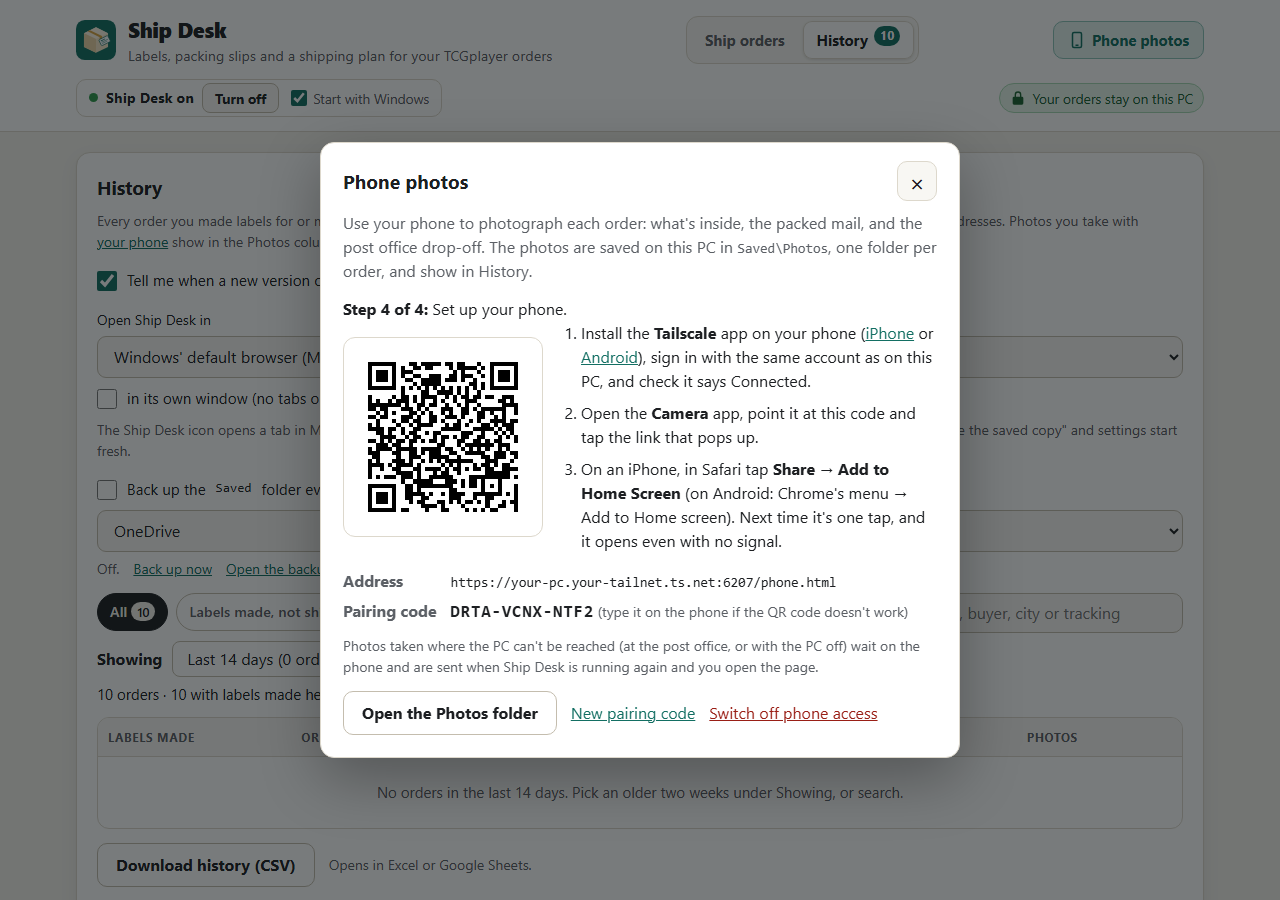 Ship Desk
Labels, packing slips and a shipping plan for your TCGplayer orders
Ship orders
History 10
Phone photos
Ship Desk on
Turn off
Start with Windows
Your orders stay on this PC
History
Every order you made labels for or
dresses. Photos you take with
your phone show in the Photos
Tell me when a new version
Open Ship Desk in
Windows' default browser
in its own window (no tabs
The Ship Desk icon opens a tab in
the saved copy" and settings start
fresh.
Back up the Saved folder
OneDrive
Off. Back up now Open the
All 10
Labels made, not
, buyer, city or tracking
Showing
Last 14 days (0
10 orders · 10 with labels made
LABELS MADE
PHOTOS
No orders in the last 14 days. Pick an older two weeks under Showing, or search.
Download history (CSV)
Opens in Excel or Google Sheets.
Phone photos
×
Use your phone to photograph each order: what's inside, the packed mail, and the
post office drop-off. The photos are saved on this PC in Saved\Photos, one folder per
order, and show in History.
Step 4 of 4: Set up your phone.
1. Install the Tailscale app on your phone (iPhone or
Android), sign in with the same account as on this
PC, and check it says Connected.
2. Open the Camera app, point it at this code and
tap the link that pops up.
3. On an iPhone, in Safari tap Share → Add to
Home Screen (on Android: Chrome's menu →
Add to Home screen). Next time it's one tap, and
it opens even with no signal.
Address https://your-pc.your-tailnet.ts.net:6207/phone.html
Pairing code DRTA-VCNX-NTF2 (type it on the phone if the QR code doesn't work)
Photos taken where the PC can't be reached (at the post office, or with the PC off) wait on the
phone and are sent when Ship Desk is running again and you open the page.
Open the Photos folder
New pairing code
Switch off phone access